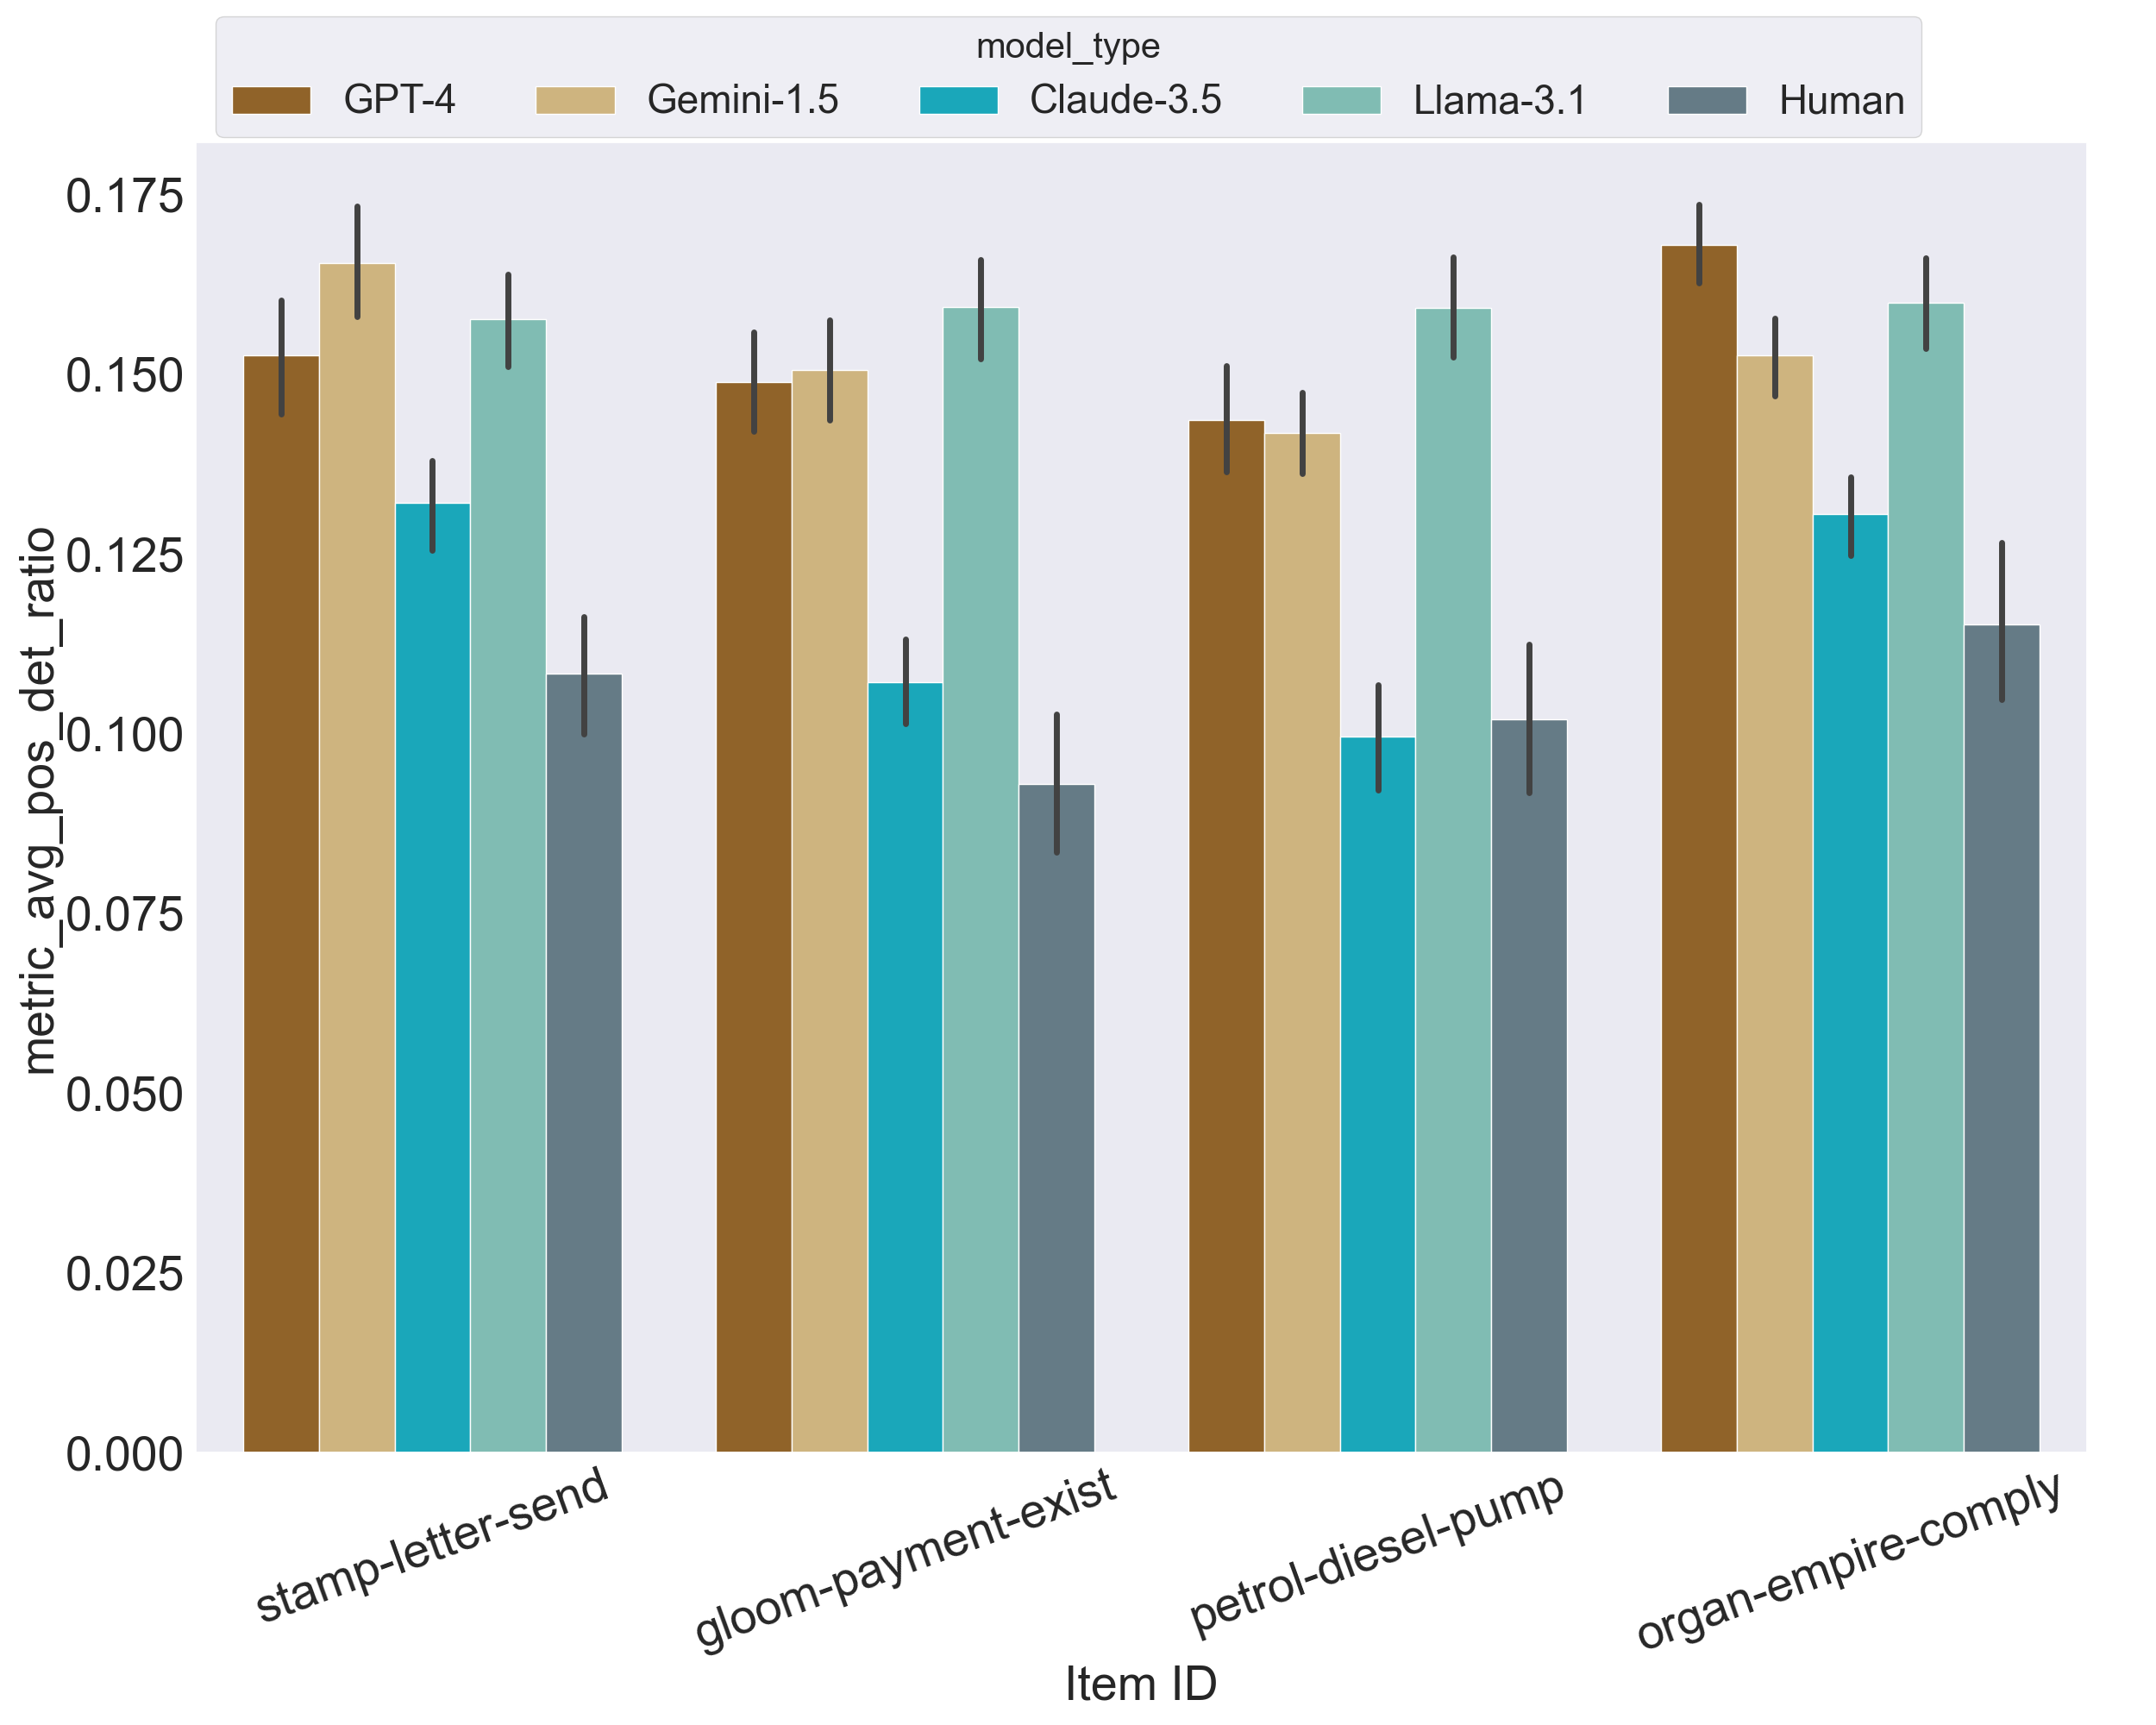 model_type
GPT-4 Gemini-1.5 Claude-3.5 Llama-3.1 Human
metric_avg_pos_det_ratio
0.175
0.150
0.125
0.100
0.075
0.050
0.025
0.000
stamp-letter-send
gloom-payment-exist
petrol-diesel-pump
organ-empire-comply
Item ID